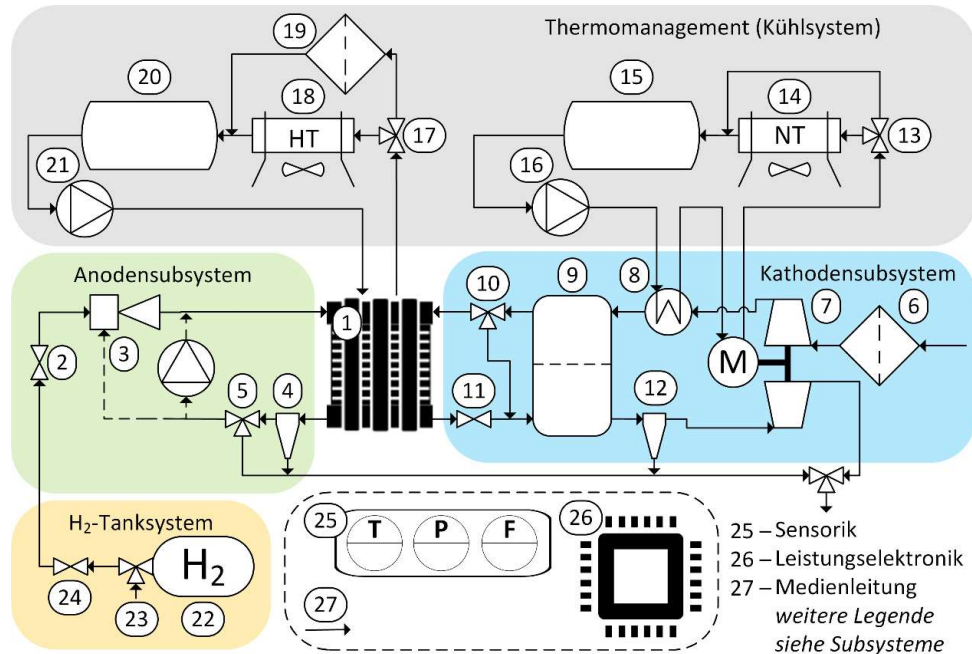 Thermomanagement (Kühlsystem)
19
20
18
15
14
HT
17
NT
13
21
16
Anodensubsystem
Kathodensubsystem
10
9
8
7
6
1
2
3
M
5
4
11
12
H₂-Tanksystem
25
T P F
26
25 – Sensorik
H₂
26 – Leistungselektronik
24
23
22
27
27 – Medienleitung
weitere Legende
siehe Subsysteme